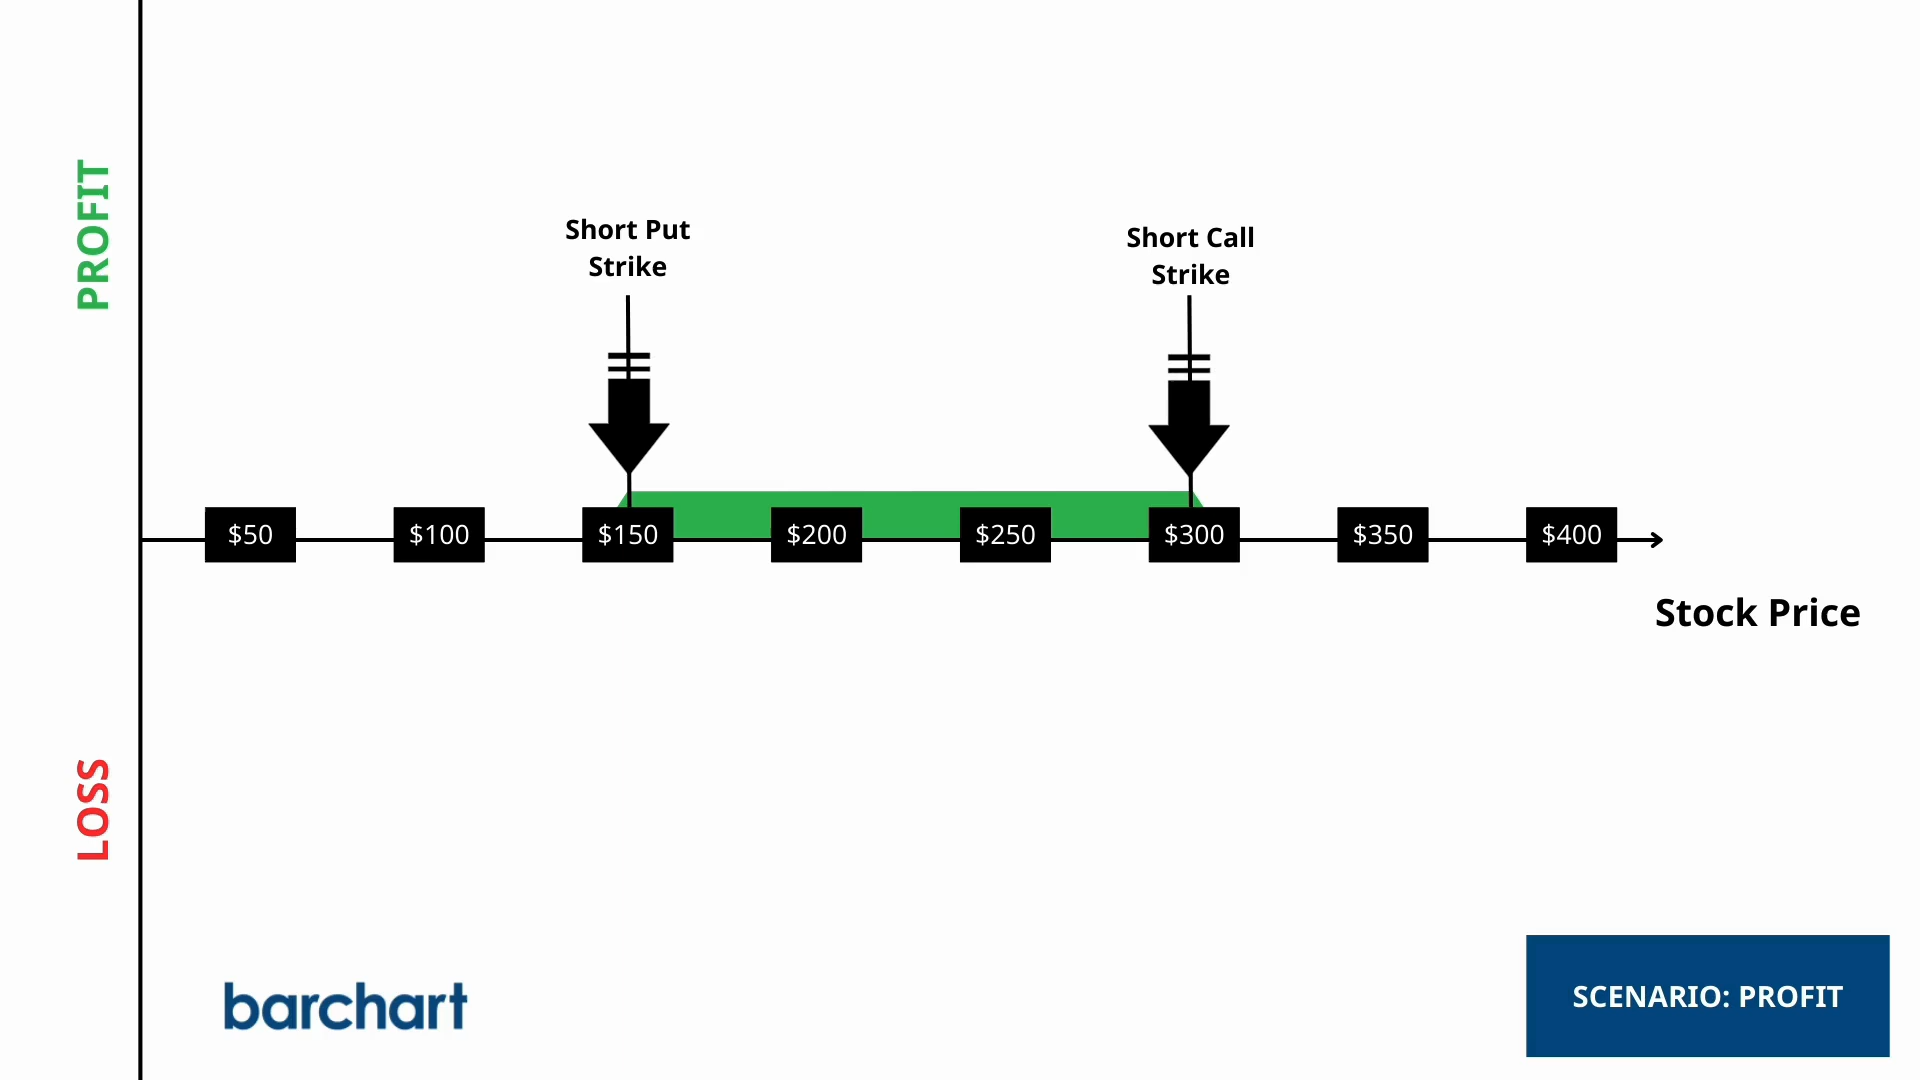 PROFIT
Short Put
Strike
Short Call
Strike
$50
$100
$150
$200
$250
$300
$350
$400
Stock Price
LOSS
barchart
SCENARIO: PROFIT